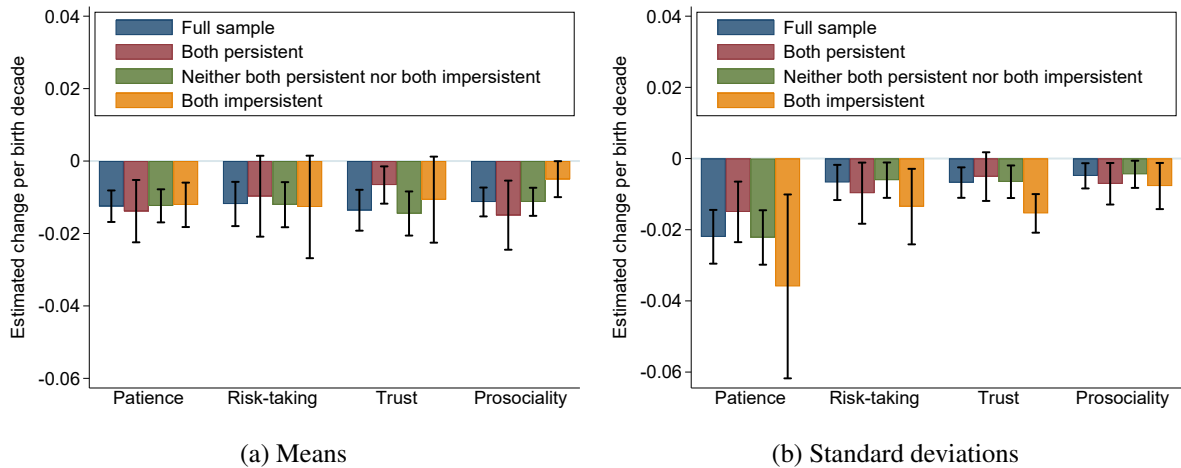 Estimated change per birth decade
0.04
0.02
0
-0.02
-0.04
-0.06
Full sample
Both persistent
Neither both persistent nor both impersistent
Both impersistent
Patience
Risk-taking
Trust
Prosociality
(a) Means
Estimated change per birth decade
0.04
0.02
0
-0.02
-0.04
-0.06
Full sample
Both persistent
Neither both persistent nor both impersistent
Both impersistent
Patience
Risk-taking
Trust
Prosociality
(b) Standard deviations